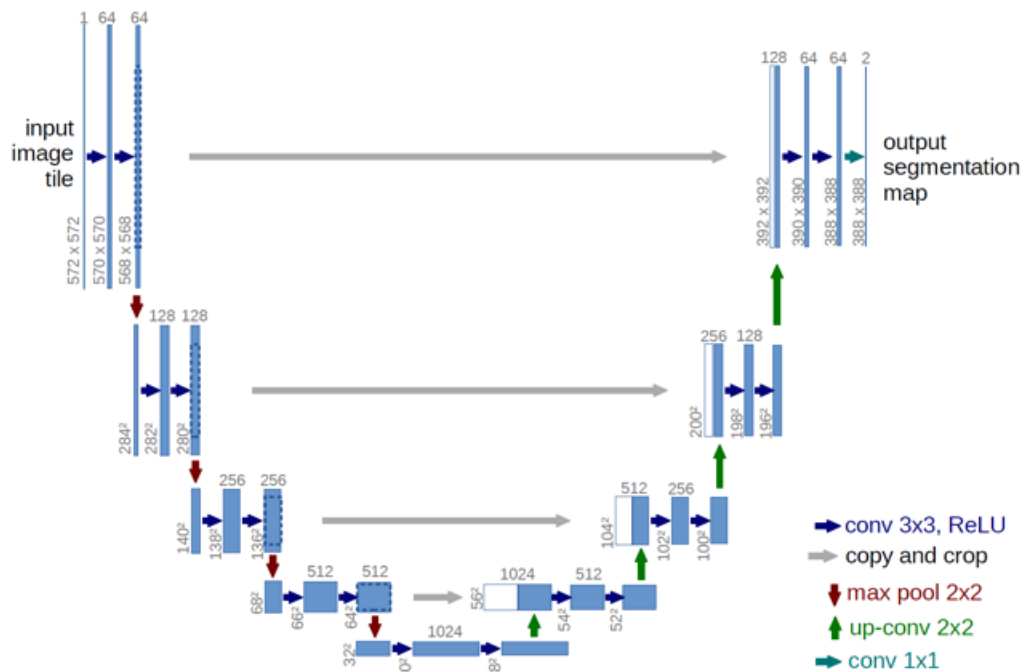 1 64 64
128 64 64 2
input
image
tile
output
segmentation
map
572 x 572
570 x 570
568 x 568
392 x 392
390 x 390
388 x 388
388 x 388
128 128
256 128
284²
282²
280²
200²
198²
196²
256 256
512 256
140²
138²
136²
104²
102²
100²
512 512
1024 512
68²
66²
64²
56²
54²
52²
1024
32²
0²
8²
conv 3x3, ReLU
copy and crop
max pool 2x2
up-conv 2x2
conv 1x1